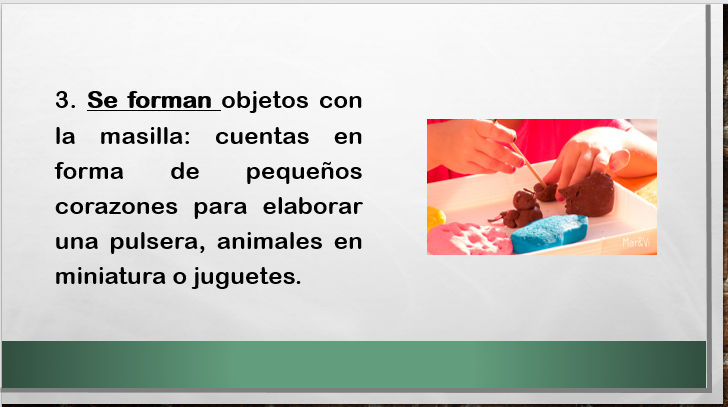 3. Se forman objetos con
la masilla: cuentas en
forma de pequeños
corazones para elaborar
una pulsera, animales en
miniatura o juguetes.
Mar&Vi